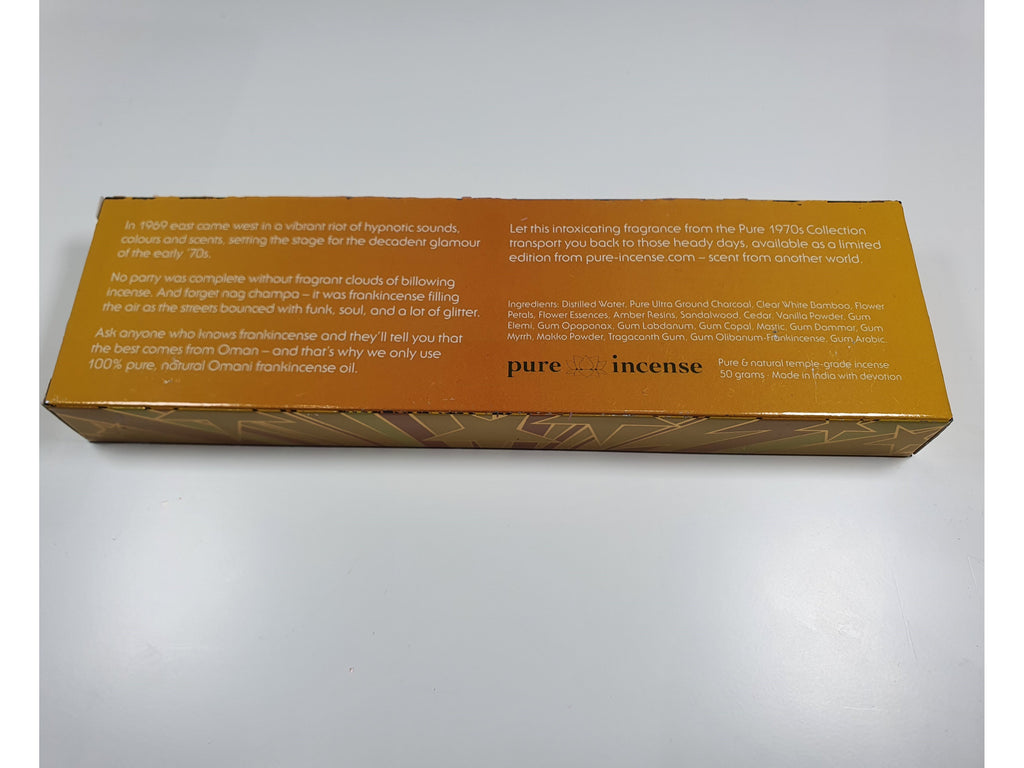 In 1969 east came west in a vibrant riot of hypnotic sounds,
colours and scents, setting the stage for the decadent glamour
of the early '70s.
No party was complete without fragrant clouds of billowing
incense. And forget nag champa – it was frankincense filling
the air as the streets bounced with funk, soul, and a lot of glitter.
Ask anyone who knows frankincense and they'll tell you that
the best comes from Oman – and that's why we only use
100% pure, natural Omani frankincense oil.
Let this intoxicating fragrance from the Pure 1970s Collection
transport you back to those heady days, available as a limited
edition from pure-incense.com – scent from another world.
Ingredients: Distilled Water, Pure Ultra Ground Charcoal, Clear White Bamboo, Flower
Petals, Flower Essences, Amber Resins, Sandalwood, Cedar, Vanilla Powder, Gum
Elemi, Gum Opoponax, Gum Labdanum, Gum Copal, Mastic, Gum Dammar, Gum
Myrrh, Makko Powder, Tragacanth Gum, Gum Olibanum-Frankincense, Gum Arabic.
pure incense
Pure & natural temple-grade incense
50 grams · Made in India with devotion